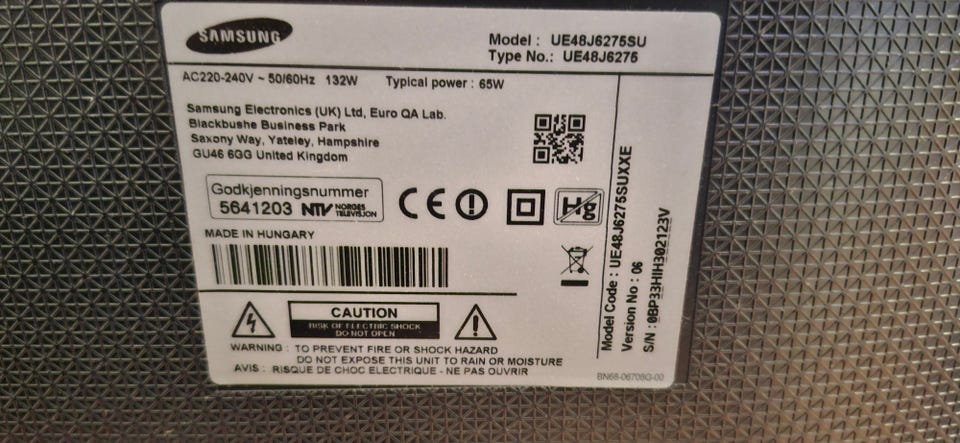 SAMSUNG
Model : UE48J6275SU
Type No.: UE48J6275
AC220-240V ~ 50/60Hz 132W Typical power : 65W
Samsung Electronics (UK) Ltd, Euro QA Lab.
Blackbushe Business Park
Saxony Way, Yateley, Hampshire
GU46 6GG United Kingdom
Godkjenningsnummer
5641203 NTV NORGES TELEVISJON
CE
Hg
MADE IN HUNGARY
CAUTION
RISK OF ELECTRIC SHOCK
DO NOT OPEN
WARNING : TO PREVENT FIRE OR SHOCK HAZARD
DO NOT EXPOSE THIS UNIT TO RAIN OR MOISTURE
AVIS : RISQUE DE CHOC ELECTRIQUE - NE PAS OUVRIR
Model Code : UE48J6275SUXXE
Version No : 06
S/N : 0BP33HIH302123V
BN68-06708G-00